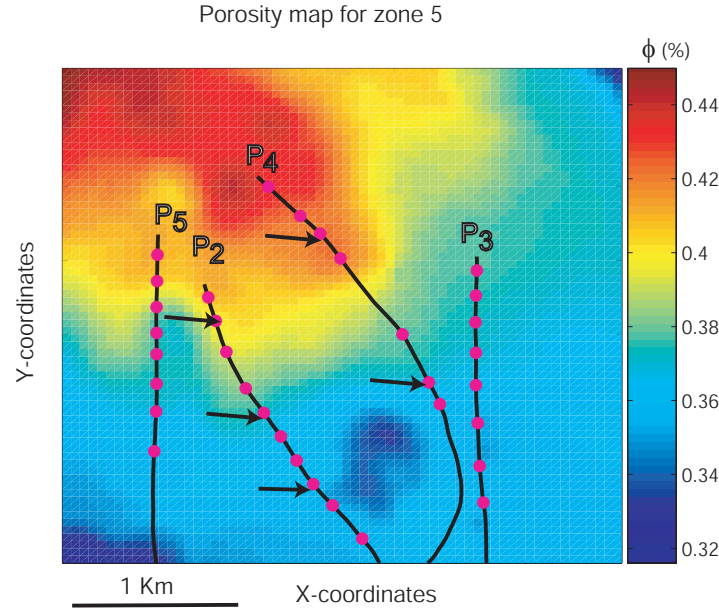 Porosity map for zone 5
ϕ (%)
0.44
0.42
0.4
0.38
0.36
0.34
0.32
P4
P5
P2
P3
Y-coordinates
1 Km
X-coordinates